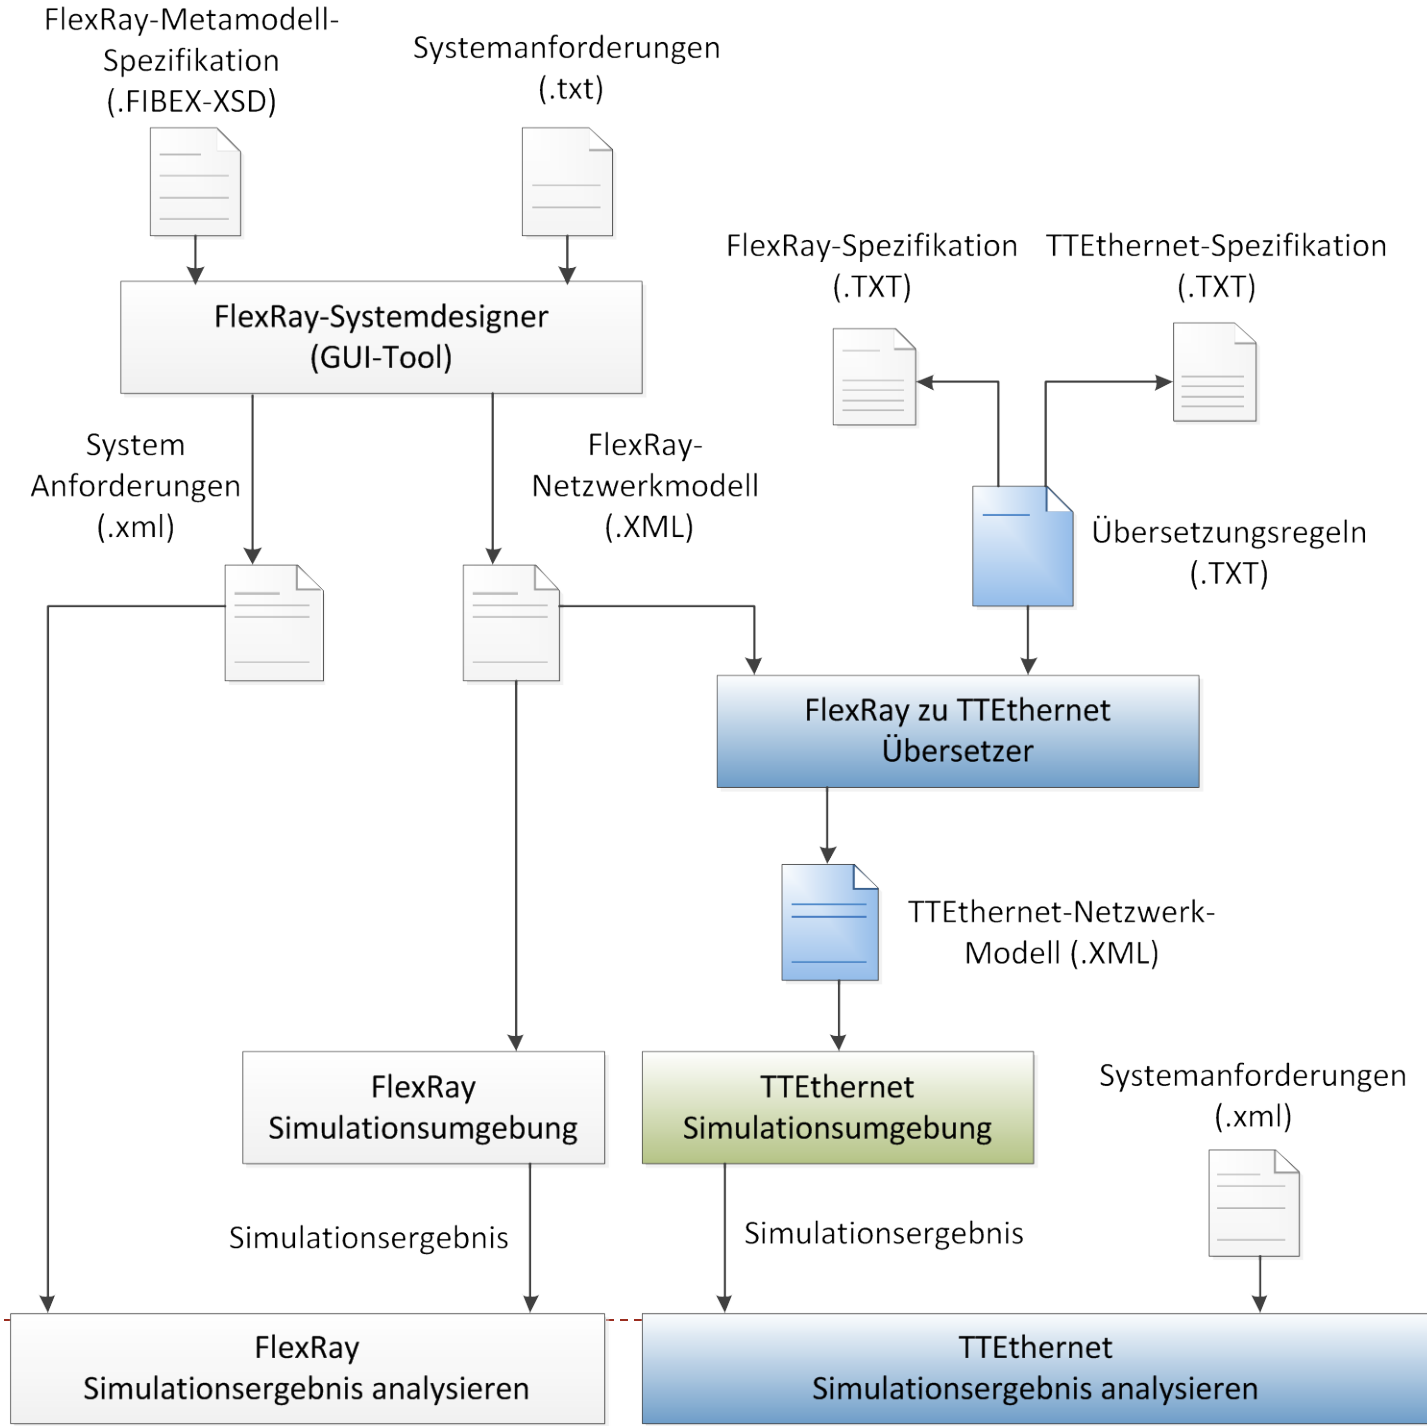 FlexRay-Metamodell-
Spezifikation
(.FIBEX-XSD)
Systemanforderungen
(.txt)
FlexRay-Spezifikation
(.TXT)
TTEthernet-Spezifikation
(.TXT)
FlexRay-Systemdesigner
(GUI-Tool)
System
Anforderungen
(.xml)
FlexRay-
Netzwerkmodell
(.XML)
Übersetzungsregeln
(.TXT)
FlexRay zu TTEthernet
Übersetzer
TTEthernet-Netzwerk-
Modell (.XML)
FlexRay
Simulationsumgebung
TTEthernet
Simulationsumgebung
Systemanforderungen
(.xml)
Simulationsergebnis
Simulationsergebnis
FlexRay
Simulationsergebnis analysieren
TTEthernet
Simulationsergebnis analysieren